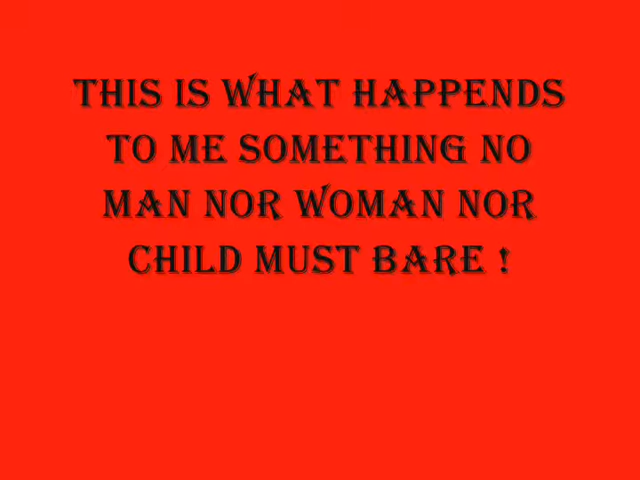 THIS IS WHAT HAPPENDS
TO ME SOMETHING NO
MAN NOR WOMAN NOR
CHILD MUST BARE !